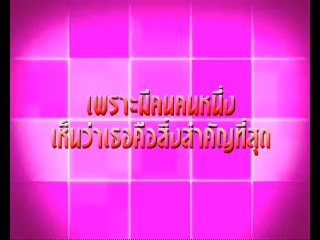 เพราะมีคนคนหนึ่ง
เห็นว่าเธอคือสิ่งสำคัญที่สุด